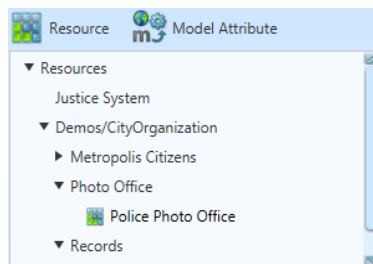 Resource Model Attribute
Resources
Justice System
Demos/CityOrganization
Metropolis Citizens
Photo Office
Police Photo Office
Records